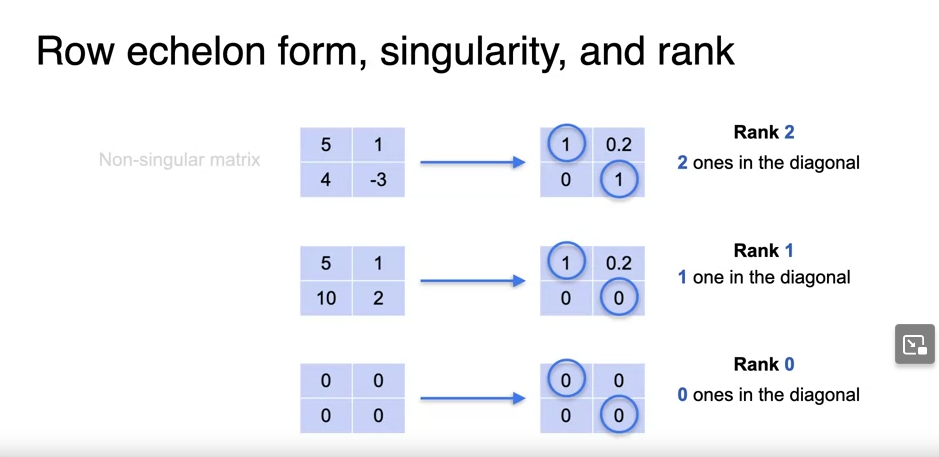 Row echelon form, singularity, and rank
Non-singular matrix
5 1
4 -3
1 0.2
0 1
Rank 2
2 ones in the diagonal
5 1
10 2
1 0.2
0 0
Rank 1
1 one in the diagonal
0 0
0 0
0 0
0 0
Rank 0
0 ones in the diagonal